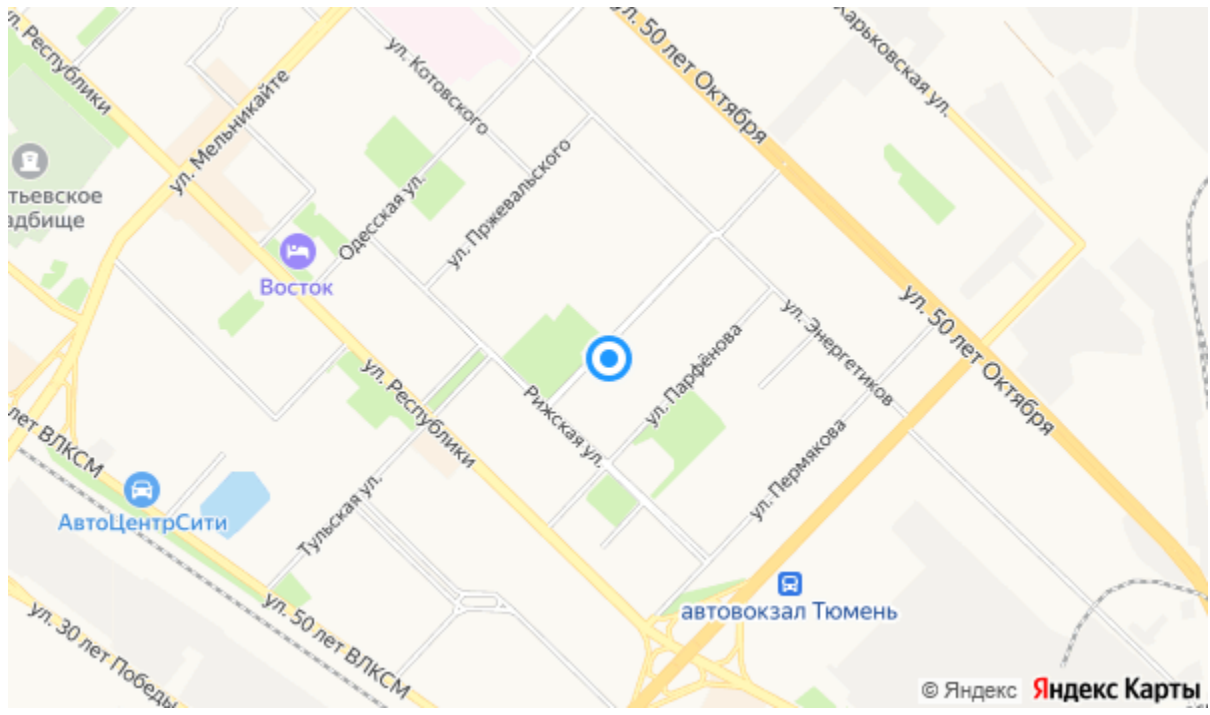 ул. Республики
ул. Мельникайте
ул. Котовского
ул. 50 лет Октября
Харьковская ул.
тьевское
адбище
Одесская ул.
ул. Пржевальского
Восток
ул. Республики
Рижская ул.
ул. Парфёнова
ул. Энергетиков
ул. 50 лет Октября
лет ВЛКСМ
АвтоЦентрСити
Тульская ул.
ул. Пермякова
автовокзал Тюмень
ул. 50 лет ВЛКСМ
ул. 30 лет Победы
© Яндекс Яндекс Карты